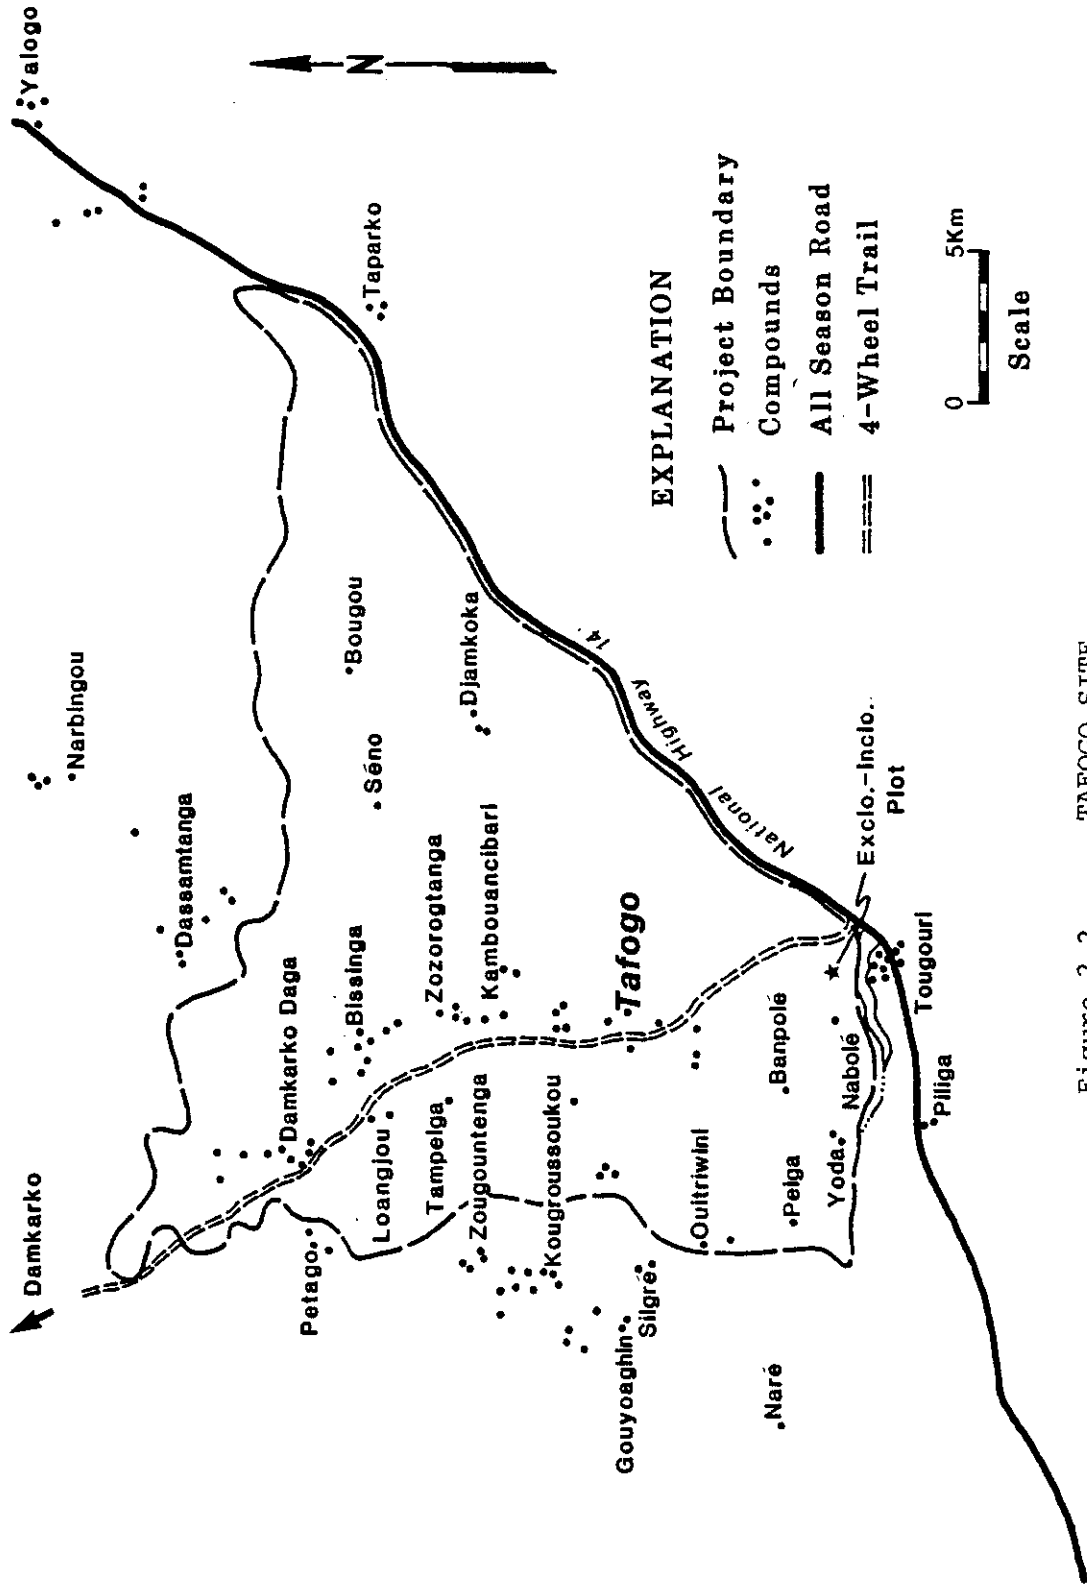 Yalogo
N
Taparko
Damkarko
Narbingou
Dassamtanga
Damkarko Daga
Bissinga
Bougou
Séno
Petago
Loangjou
Zozorogtanga
Tampelga
Djamkoka
Kambouancibari
Zougountenga
Kougroussoukou
Tafogo
Gouyoaghin
Silgré
Ouitriwini
Banpolé
Pelga
Naré
Nabolé
Yoda
Tougouri
Piliga
National Highway 14
Exclo.-Inclo.
Plot
EXPLANATION
Project Boundary
Compounds
All Season Road
4-Wheel Trail
0 5Km
Scale